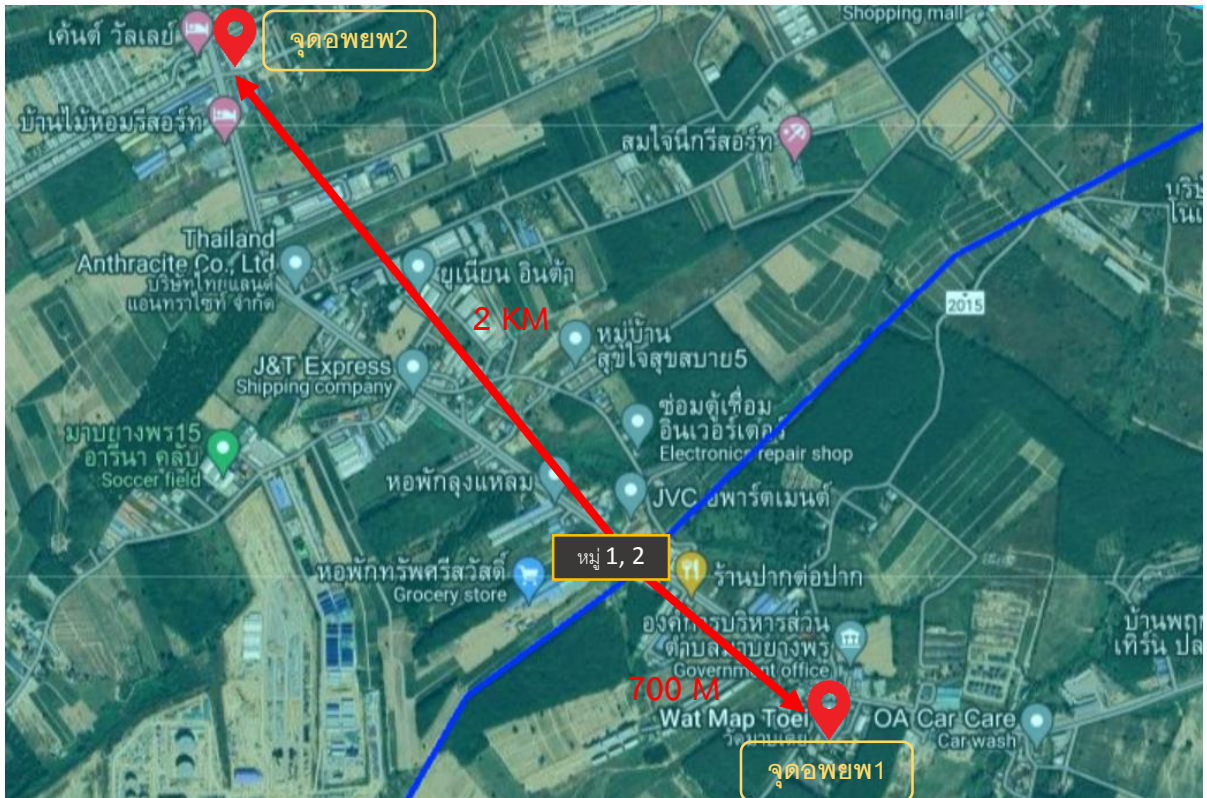 Shopping mall
เค้นต์ วัลเลย์
จุดอพยพ2
บ้านไม้หอมรีสอร์ท
สมใจนึกรีสอร์ท
Thailand
Anthracite Co., Ltd
บริษัทไทยแลนด์
แอนทราไซท์ จำกัด
ยูเนียน อินต้า
2015
2 KM
หมู่บ้าน
สุขใจสุขสบาย5
J&T Express
Shipping company
ซ่อมตู้เชื่อม
อินเวอร์เตอร์
Electronics repair shop
มาบยางพร15
อารีนา คลับ
Soccer field
หอพักลุงแหลม
JVC อพาร์ตเมนต์
หมู่ 1, 2
หอพักทรัพศรีสวัสดิ์
Grocery store
ร้านปากต่อปาก
องค์การบริหารส่วน
ตำบลมาบยางพร
Government office
700 M
Wat Map Toei
วัดมาบเตย
OA Car Care
Car wash
จุดอพยพ1